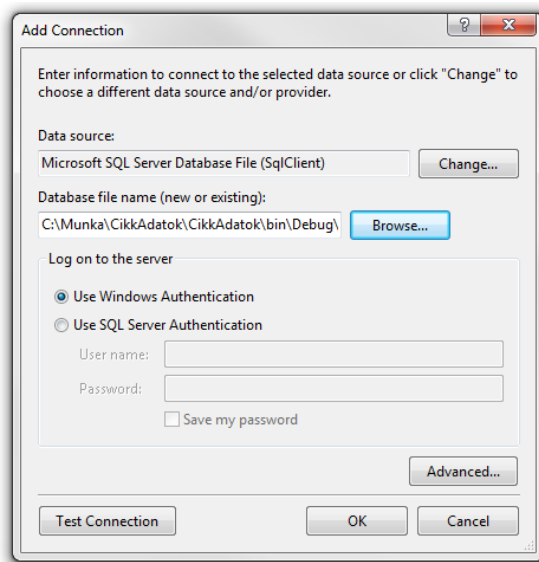 Add Connection
Enter information to connect to the selected data source or click "Change" to
choose a different data source and/or provider.
Data source:
Microsoft SQL Server Database File (SqlClient)
Change...
Database file name (new or existing):
C:\Munka\CikkAdatok\CikkAdatok\bin\Debug\
Browse...
Log on to the server
Use Windows Authentication
Use SQL Server Authentication
User name:
Password:
Save my password
Advanced...
Test Connection
OK
Cancel